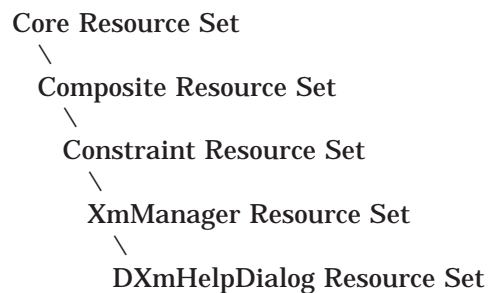 Core Resource Set
\
Composite Resource Set
\
Constraint Resource Set
\
XmManager Resource Set
\
DXmHelpDialog Resource Set